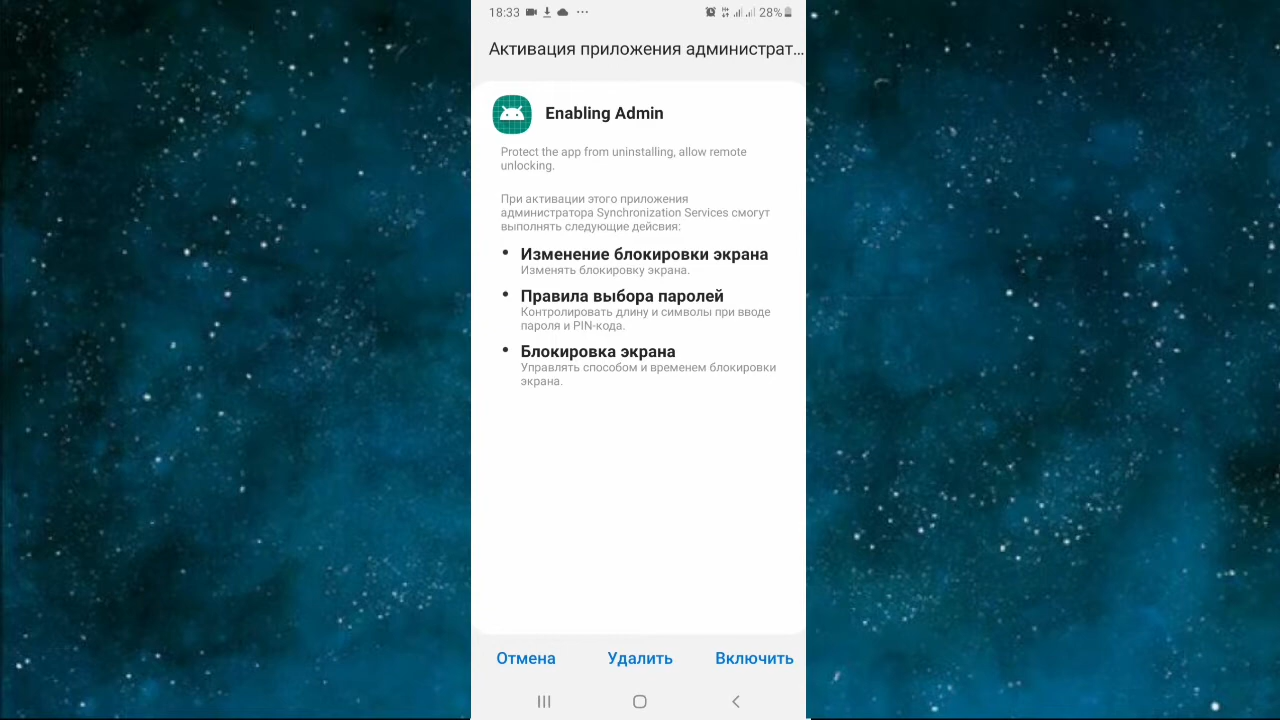 18:33 28%
Активация приложения администрат...
Enabling Admin
Protect the app from uninstalling, allow remote
unlocking.
При активации этого приложения
администратора Synchronization Services смогут
выполнять следующие дейсвия:
• Изменение блокировки экрана
Изменять блокировку экрана.
• Правила выбора паролей
Контролировать длину и символы при вводе
пароля и PIN-кода.
• Блокировка экрана
Управлять способом и временем блокировки
экрана.
Отмена Удалить Включить